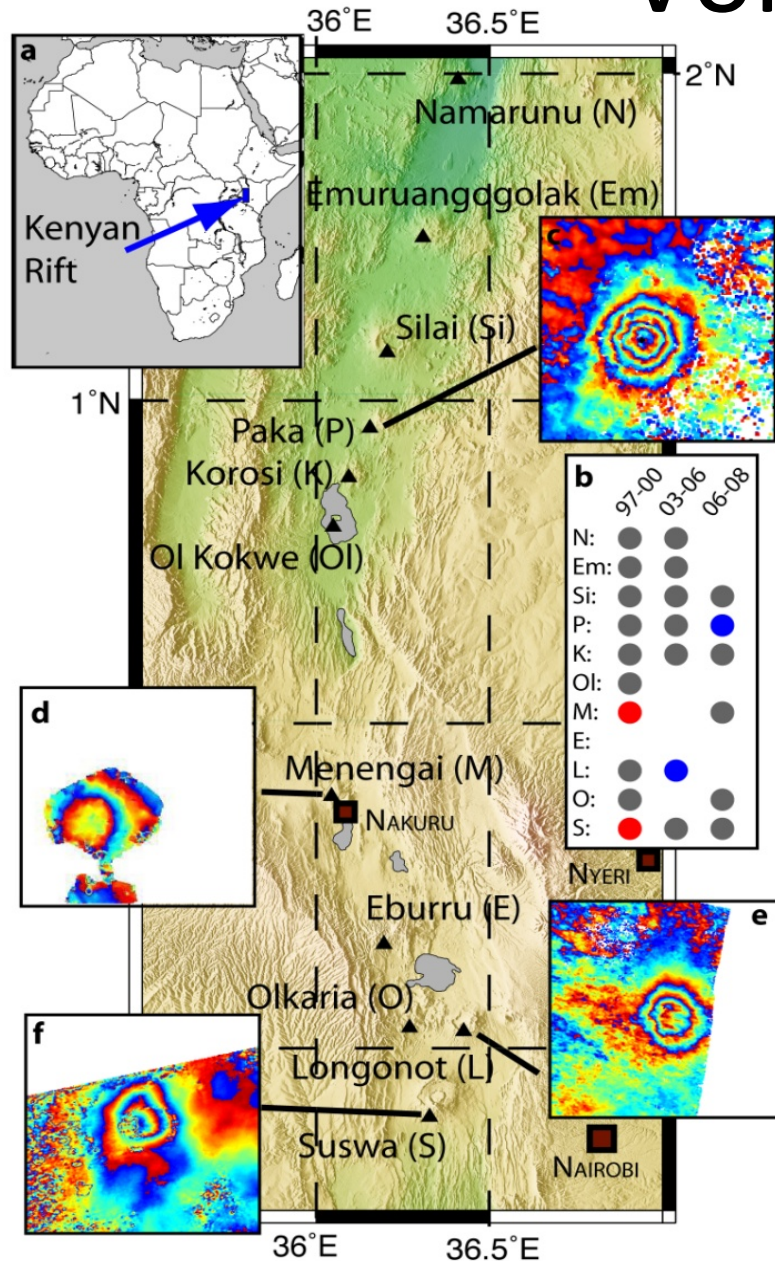 36°E
36.5°E
a
2°N
Namarunu (N)
Emuruangogolak (Em)
Kenyan
Rift
c
Silai (Si)
1°N
Paka (P)
Korosi (K)
b
97-00
03-06
06-08
N:
Em:
Si:
P:
K:
Ol:
M:
E:
L:
O:
S:
Ol Kokwe (Ol)
d
Menengai (M)
NAKURU
NYERI
Eburru (E)
e
Olkaria (O)
f
Longonot (L)
Suswa (S)
NAIROBI
36°E
36.5°E